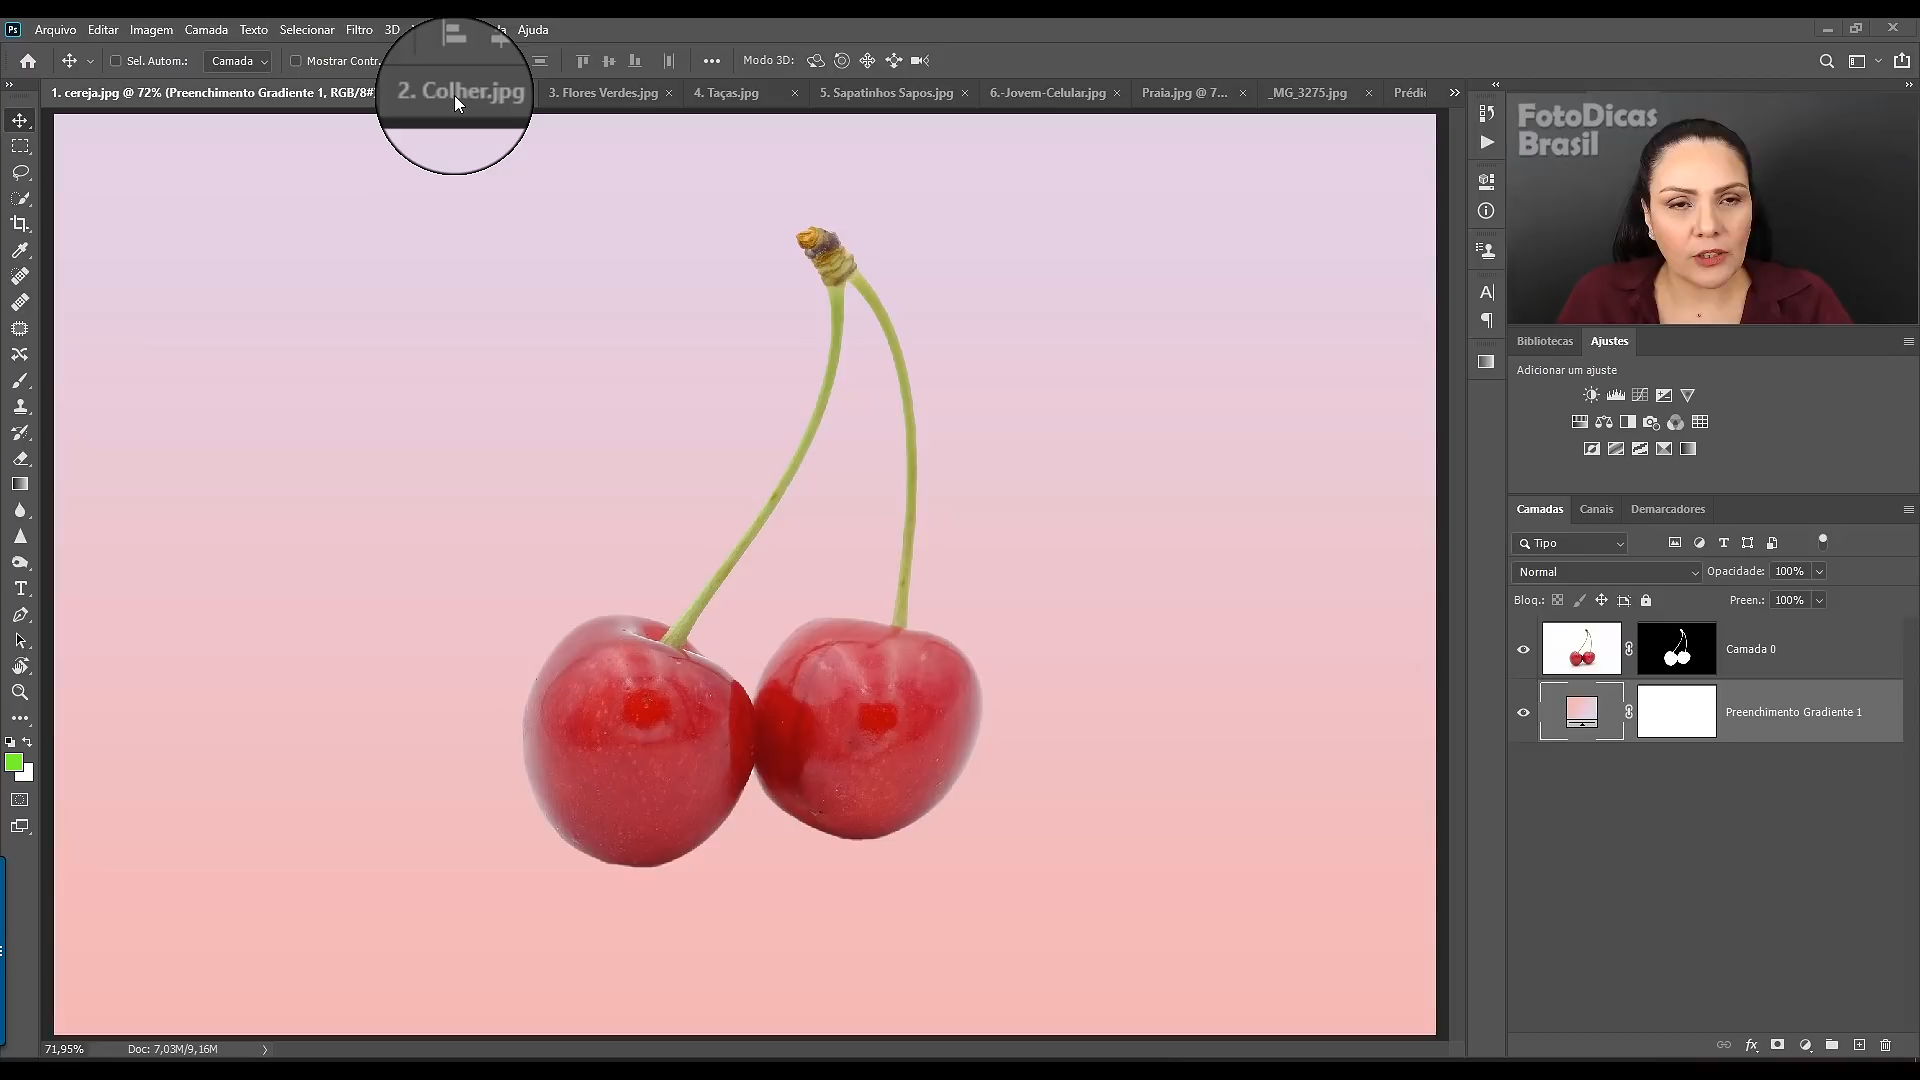 Ps Arquivo Editar Imagem Camada Texto Selecionar Filtro 3D Ajuda
Sel. Autom.: Camada Mostrar Contr. Modo 3D:
1. cereja.jpg @ 72% (Preenchimento Gradiente 1, RGB/8#) 2. Colher.jpg 3. Flores Verdes.jpg 4. Taças.jpg 5. Sapatinhos Sapos.jpg 6.-Jovem-Celular.jpg Praia.jpg @ 7... _MG_3275.jpg Prédi
FotoDicas
Brasil
Bibliotecas Ajustes
Adicionar um ajuste
Camadas Canais Demarcadores
Tipo
Normal Opacidade: 100%
Bloq.: Preen.: 100%
Camada 0
Preenchimento Gradiente 1
71,95% Doc: 7,03M/9,16M